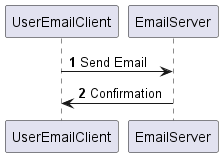 UserEmailClient EmailServer
1 Send Email
2 Confirmation
UserEmailClient EmailServer